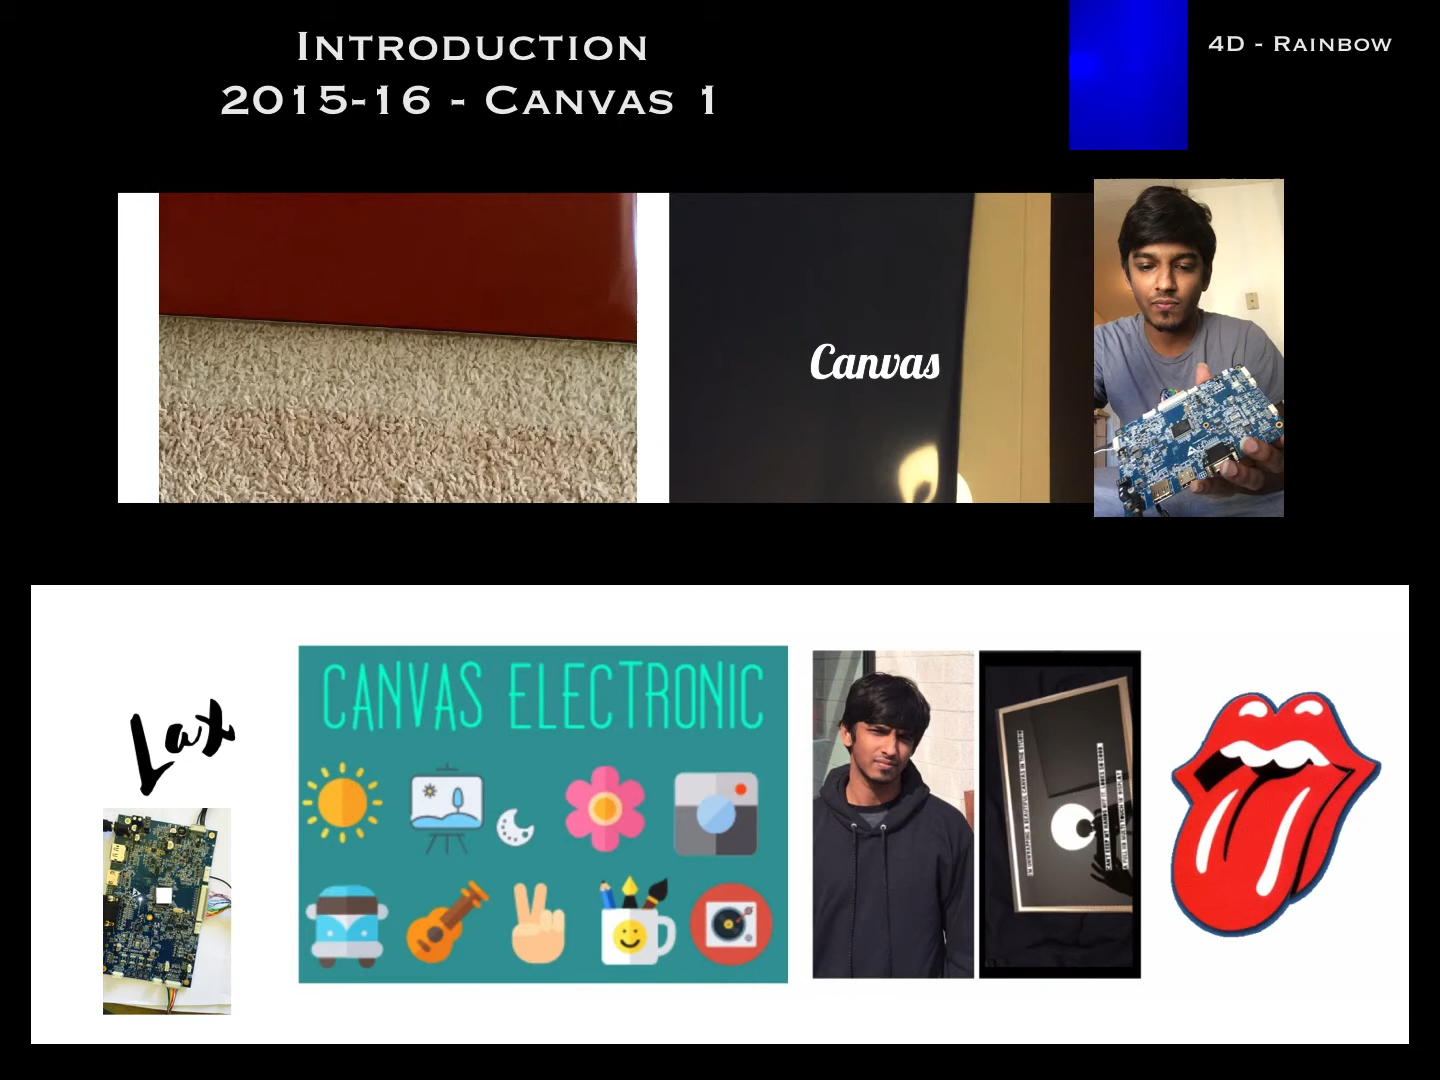 Introduction
2015-16 - Canvas 1
4D - Rainbow
Canvas
Lax
CANVAS ELECTRONIC